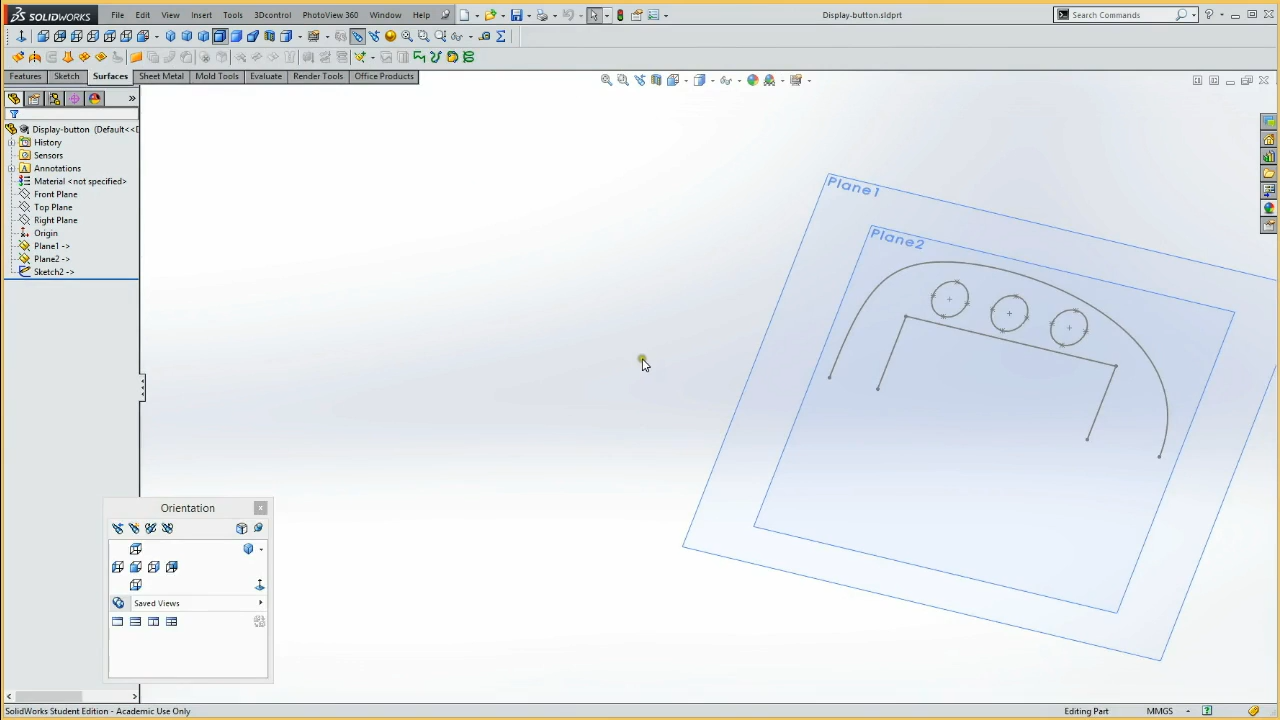 SOLIDWORKS File Edit View Insert Tools 3Dcontrol PhotoView 360 Window Help Display-button.sldprt Search Commands ?
Features Sketch Surfaces Sheet Metal Mold Tools Evaluate Render Tools Office Products
Display-button (Default<<D
History
Sensors
Annotations
Material <not specified>
Front Plane
Top Plane
Right Plane
Origin
Plane1 ->
Plane2 ->
Sketch2 ->
Plane1
Plane2
Orientation
Saved Views
SolidWorks Student Edition - Academic Use Only Editing Part MMGS